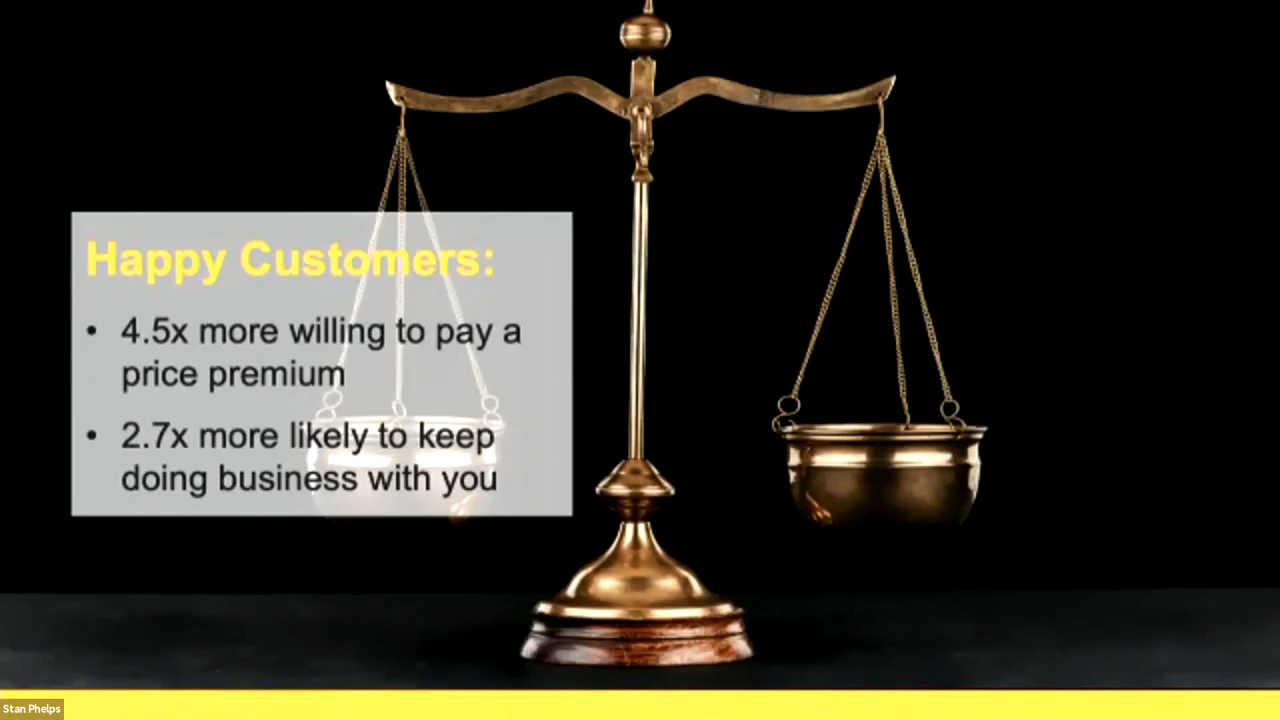 Happy Customers:
• 4.5x more willing to pay a
price premium
• 2.7x more likely to keep
doing business with you
Stan Phelps